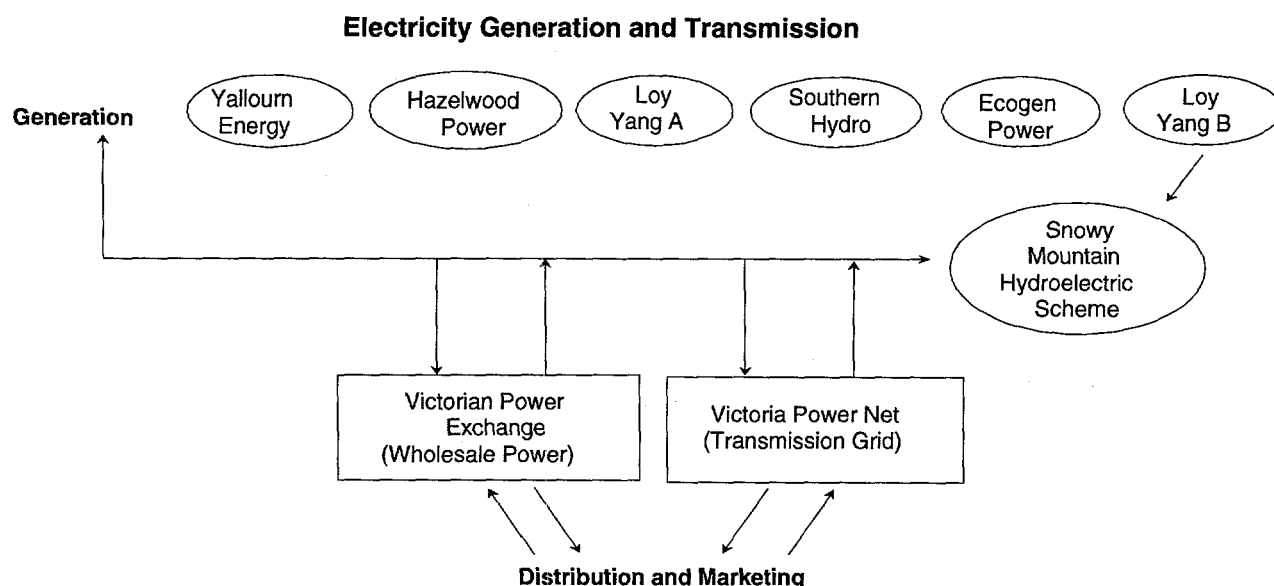 Electricity Generation and Transmission
Generation
Yallourn
Energy
Hazelwood
Power
Loy
Yang A
Southern
Hydro
Ecogen
Power
Loy
Yang B
Snowy
Mountain
Hydroelectric
Scheme
Victorian Power
Exchange
(Wholesale Power)
Victoria Power Net
(Transmission Grid)
Distribution and Marketing